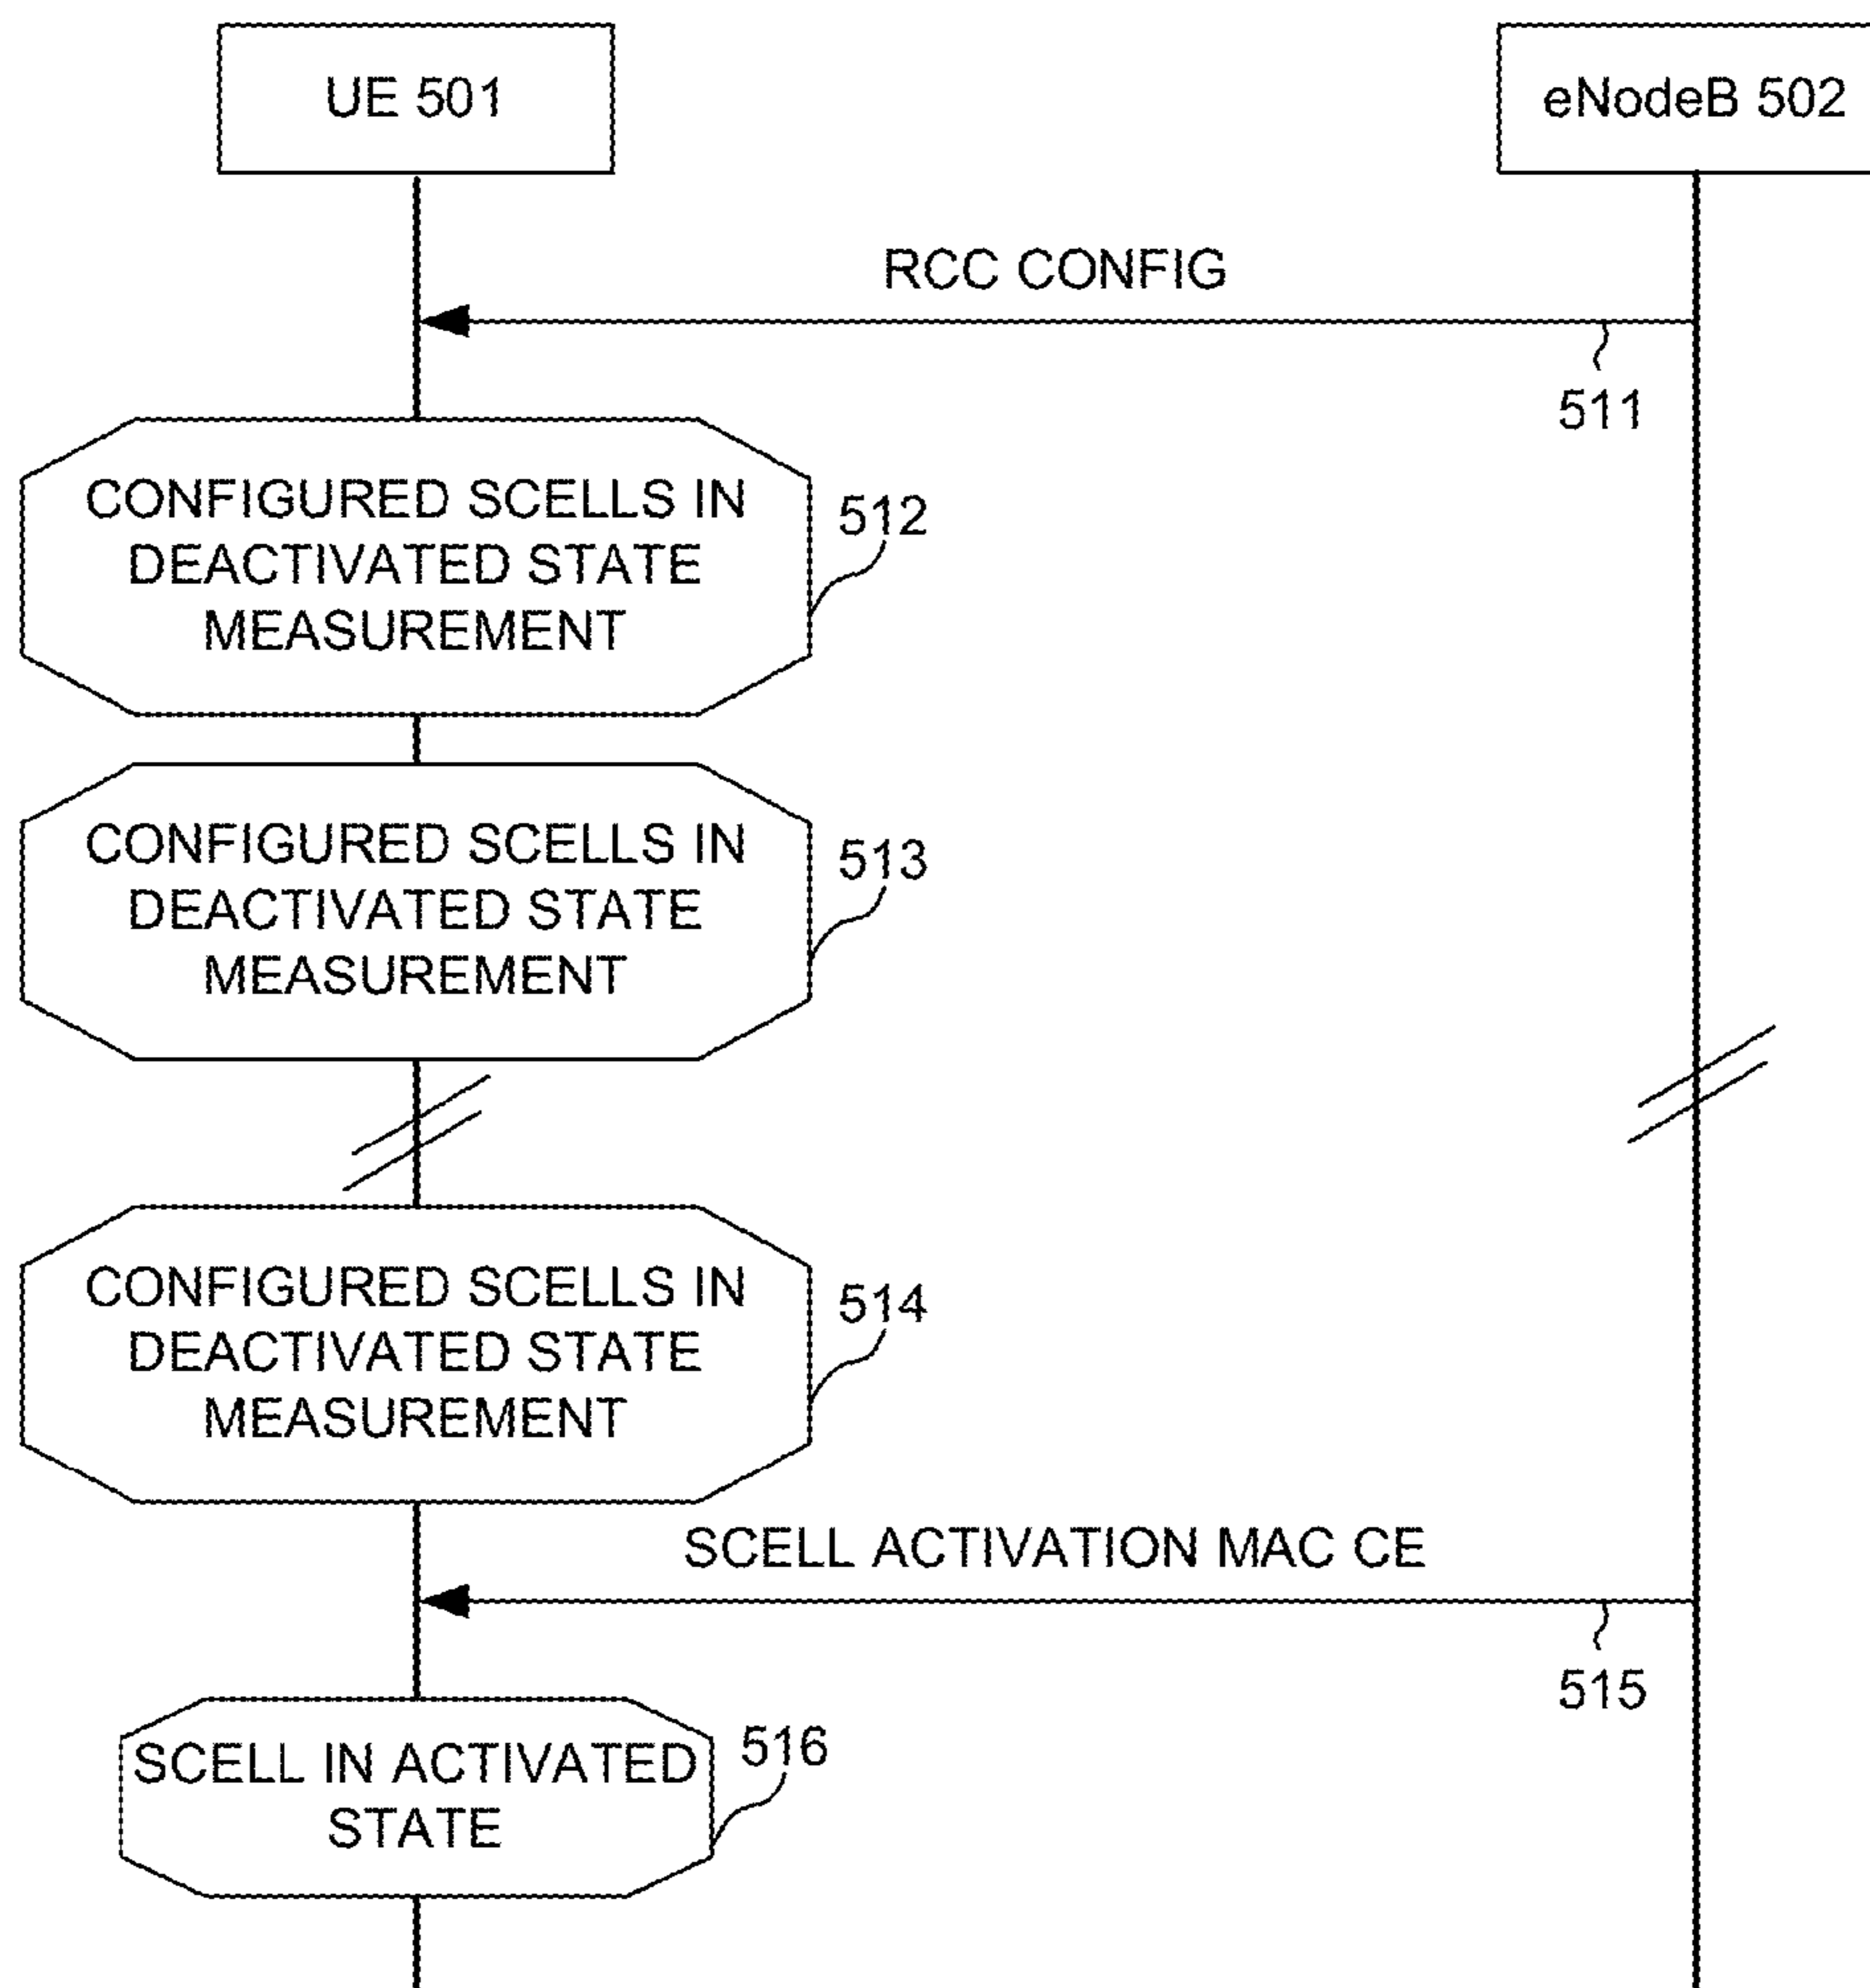 UE 501
eNodeB 502
RCC CONFIG
511
CONFIGURED SCELLS IN
DEACTIVATED STATE
MEASUREMENT
512
CONFIGURED SCELLS IN
DEACTIVATED STATE
MEASUREMENT
513
CONFIGURED SCELLS IN
DEACTIVATED STATE
MEASUREMENT
514
SCELL ACTIVATION MAC CE
515
SCELL IN ACTIVATED
STATE
516